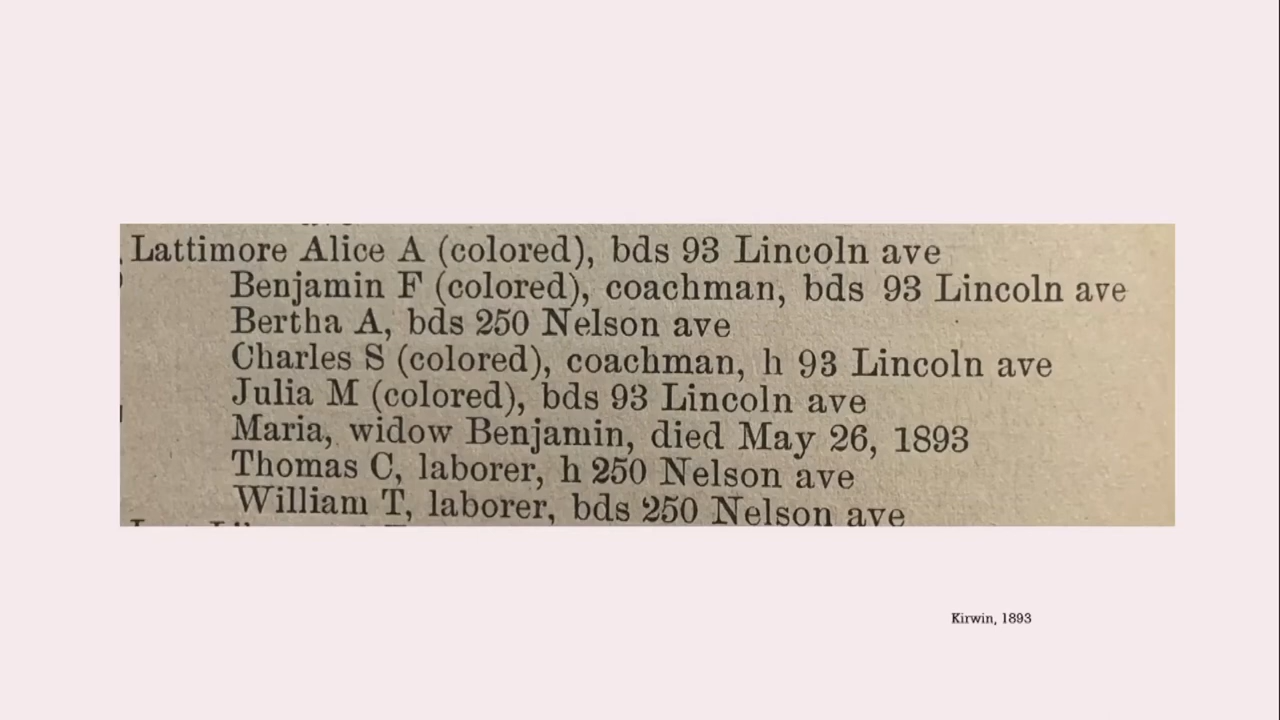 Lattimore Alice A (colored), bds 93 Lincoln ave
Benjamin F (colored), coachman, bds 93 Lincoln ave
Bertha A, bds 250 Nelson ave
Charles S (colored), coachman, h 93 Lincoln ave
Julia M (colored), bds 93 Lincoln ave
Maria, widow Benjamin, died May 26, 1893
Thomas C, laborer, h 250 Nelson ave
William T, laborer, bds 250 Nelson ave
Kirwin, 1893